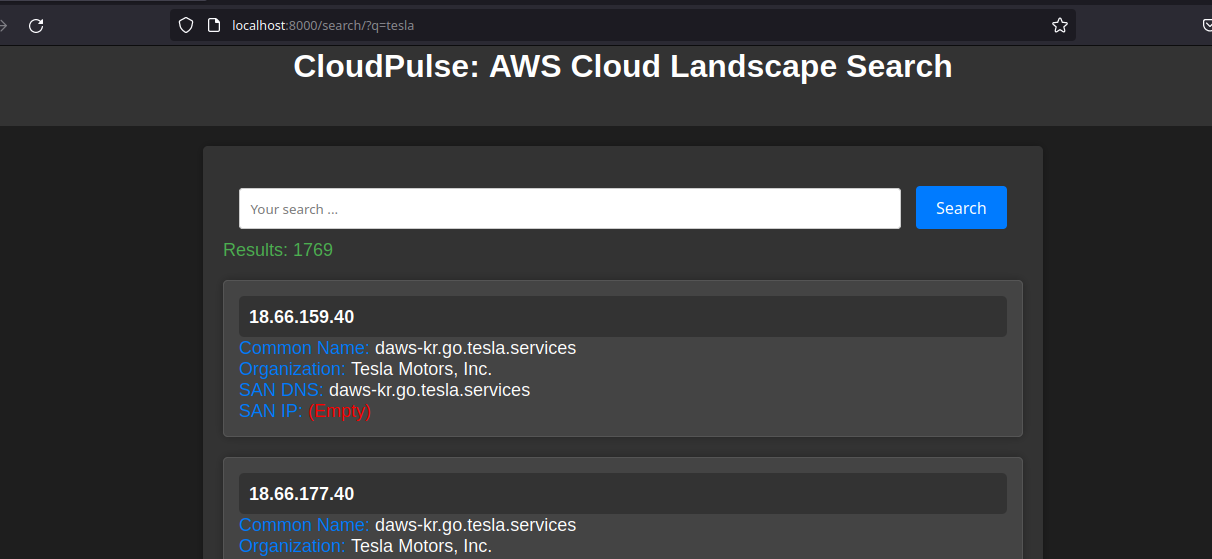 localhost:8000/search/?q=tesla
CloudPulse: AWS Cloud Landscape Search
Your search ...
Search
Results: 1769
18.66.159.40
Common Name: daws-kr.go.tesla.services
Organization: Tesla Motors, Inc.
SAN DNS: daws-kr.go.tesla.services
SAN IP: (Empty)
18.66.177.40
Common Name: daws-kr.go.tesla.services
Organization: Tesla Motors, Inc.